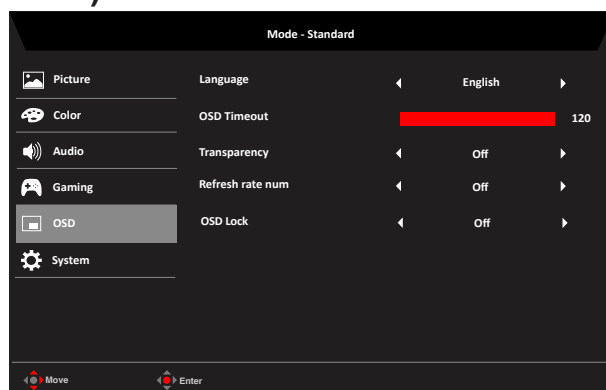 Mode - Standard
Picture
Language
English
Color
OSD Timeout
120
Audio
Transparency
Off
Gaming
Refresh rate num
Off
OSD
OSD Lock
Off
System
Move
Enter